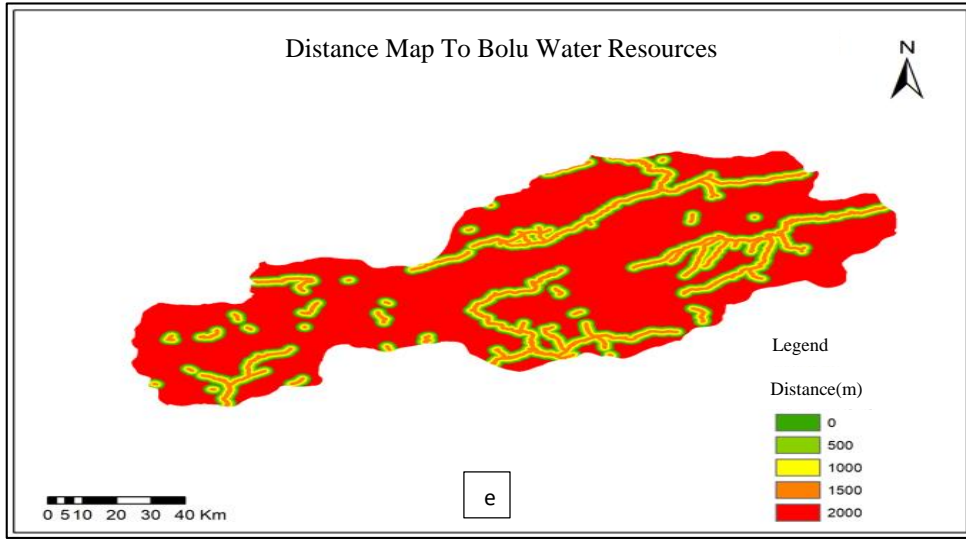 Distance Map To Bolu Water Resources
N
Legend
Distance(m)
0
500
1000
1500
2000
e
0 5 10 20 30 40 Km